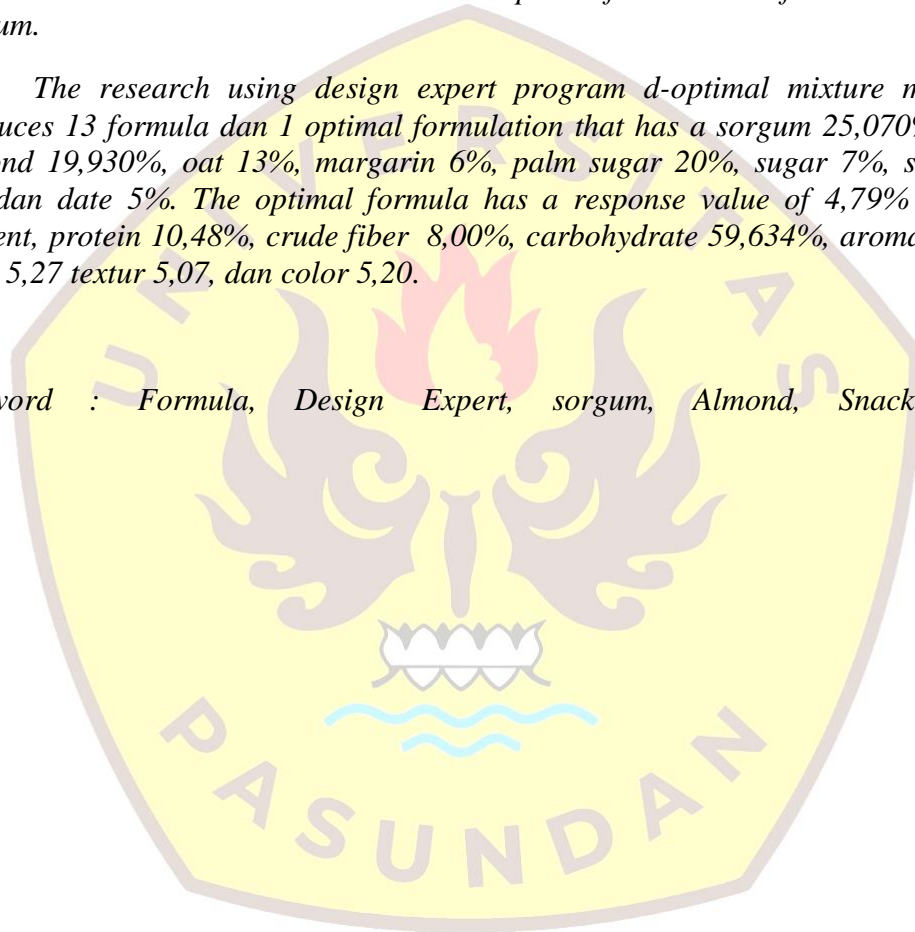 um.
The research using design expert program d-optimal mixture m
uces 13 formula dan 1 optimal formulation that has a sorgum 25,070%
ond 19,930%, oat 13%, margarin 6%, palm sugar 20%, sugar 7%, s
dan date 5%. The optimal formula has a response value of 4,79%
ent, protein 10,48%, crude fiber 8,00%, carbohydrate 59,634%, aroma
5,27 textur 5,07, dan color 5,20.
word : Formula, Design Expert, sorgum, Almond, Snack
UNIVERSITAS
PASUNDAN